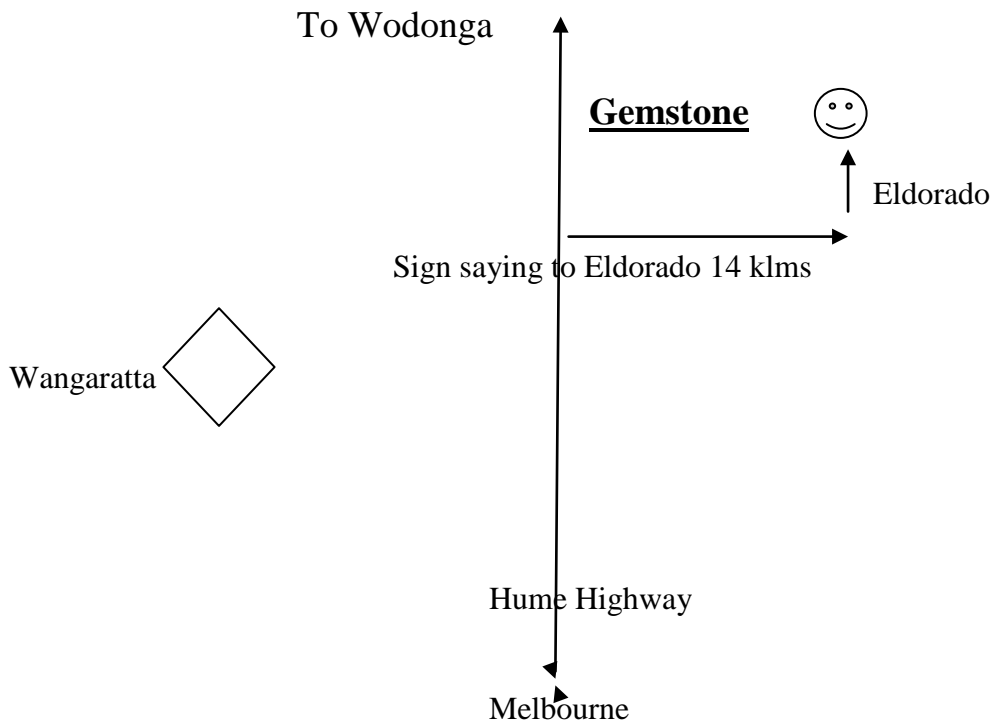 To Wodonga
Gemstone
Eldorado
Sign saying to Eldorado 14 klms
Wangaratta
Hume Highway
Melbourne